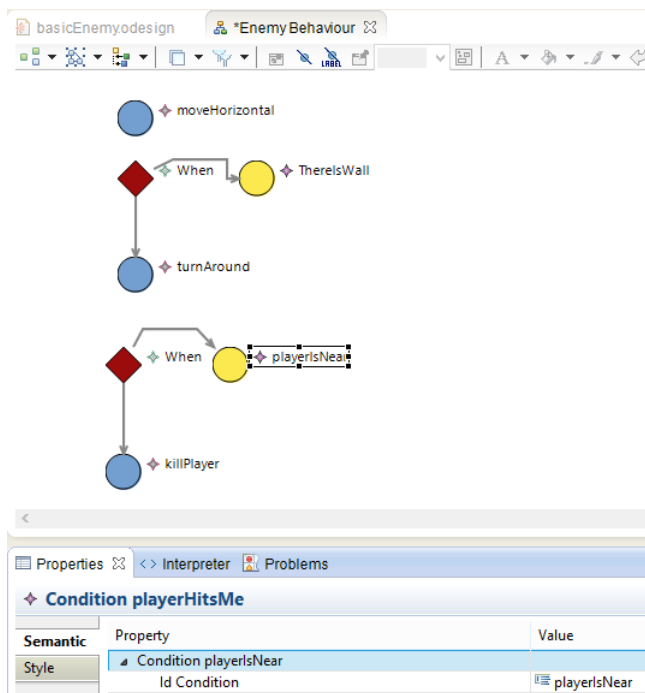 basicEnemy.odesign *Enemy Behaviour
LABEL A
moveHorizontal
When ThereIsWall
turnAround
When playerIsNear
killPlayer
Properties Interpreter Problems
Condition playerHitsMe
Semantic Property Value
Style Condition playerIsNear
Id Condition playerIsNear